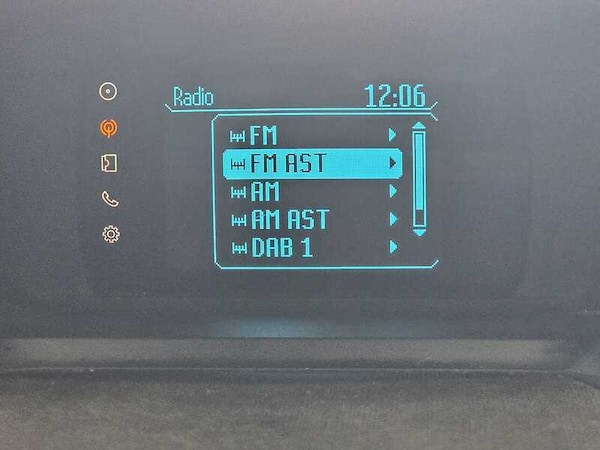 Radio 12:06
FM
FM AST
AM
AM AST
DAB 1